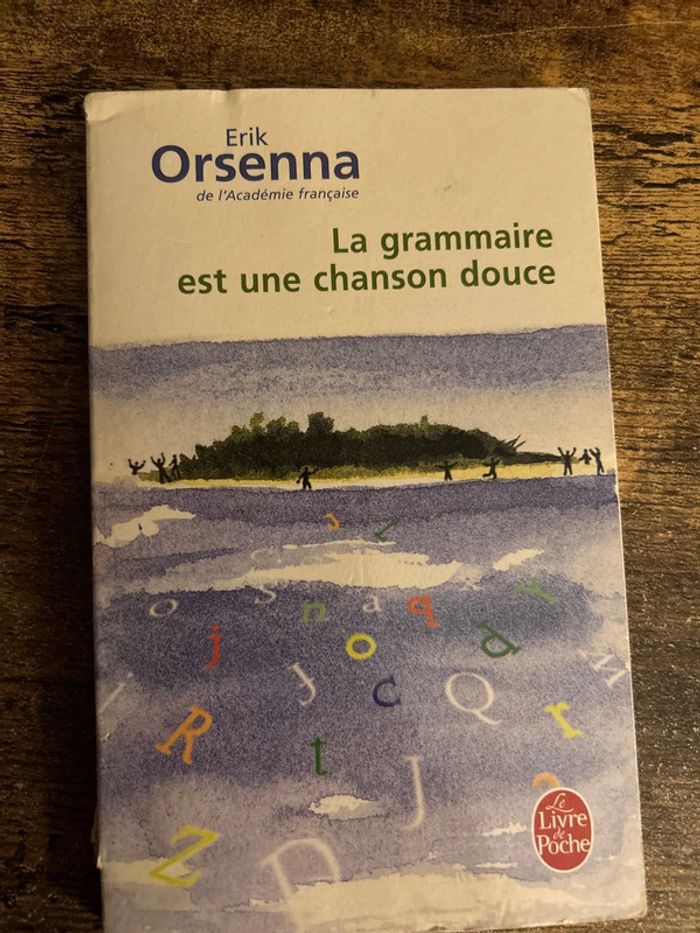 Erik
Orsenna
de l'Académie française
La grammaire
est une chanson douce
S
o
S
n
a
q
Y
j
o
d
J
C
Q
M
R
r
t
J
Z
D
Le
Livre
de
Poche